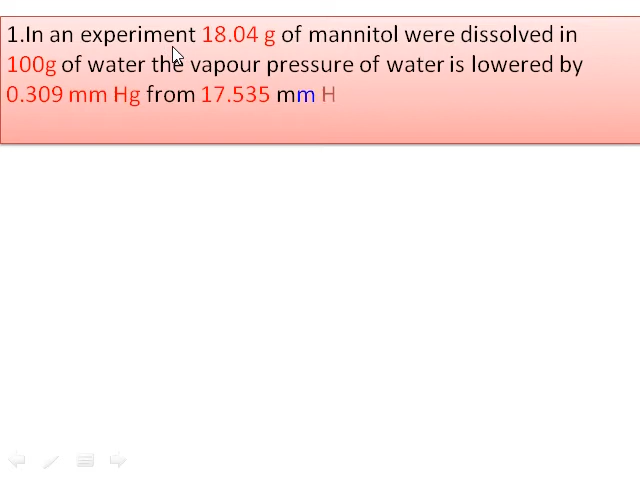 1.In an experiment 18.04 g of mannitol were dissolved in
100g of water the vapour pressure of water is lowered by
0.309 mm Hg from 17.535 mm H